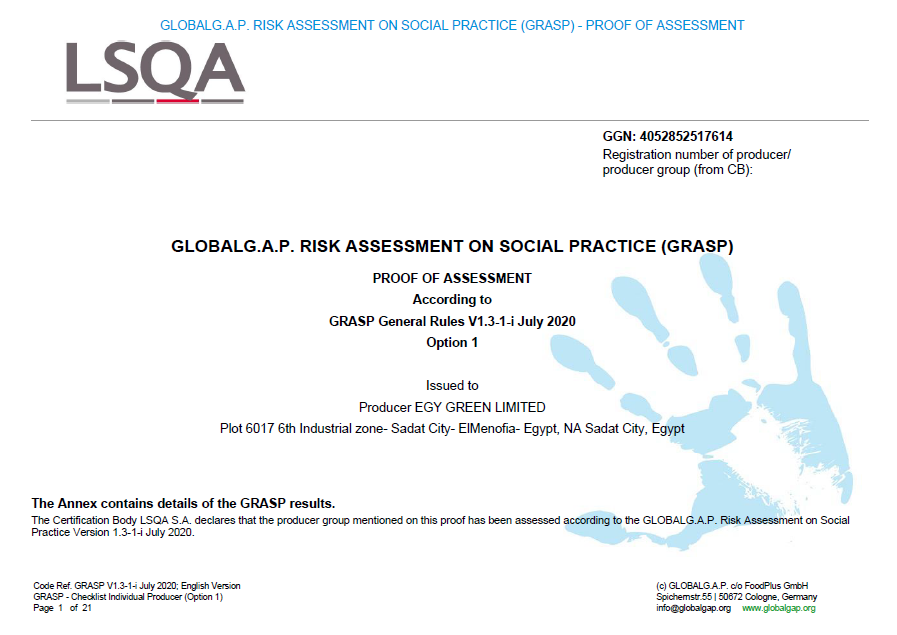 GLOBALG.A.P. RISK ASSESSMENT ON SOCIAL PRACTICE (GRASP) - PROOF OF ASSESSMENT
LSQA
GGN: 4052852517614
Registration number of producer/
producer group (from CB):
GLOBALG.A.P. RISK ASSESSMENT ON SOCIAL PRACTICE (GRASP)
PROOF OF ASSESSMENT
According to
GRASP General Rules V1.3-1-i July 2020
Option 1
Issued to
Producer EGY GREEN LIMITED
Plot 6017 6th Industrial zone- Sadat City- ElMenofia- Egypt, NA Sadat City, Egypt
The Annex contains details of the GRASP results.
The Certification Body LSQA S.A. declares that the producer group mentioned on this proof has been assessed according to the GLOBALG.A.P. Risk Assessment on Social
Practice Version 1.3-1-i July 2020.
Code Ref. GRASP V1.3-1-i July 2020; English Version
GRASP - Checklist Individual Producer (Option 1)
Page 1 of 21
(c) GLOBALG.A.P. c/o FoodPlus GmbH
Spichernstr.55 | 50672 Cologne, Germany
info@globalgap.org www.globalgap.org